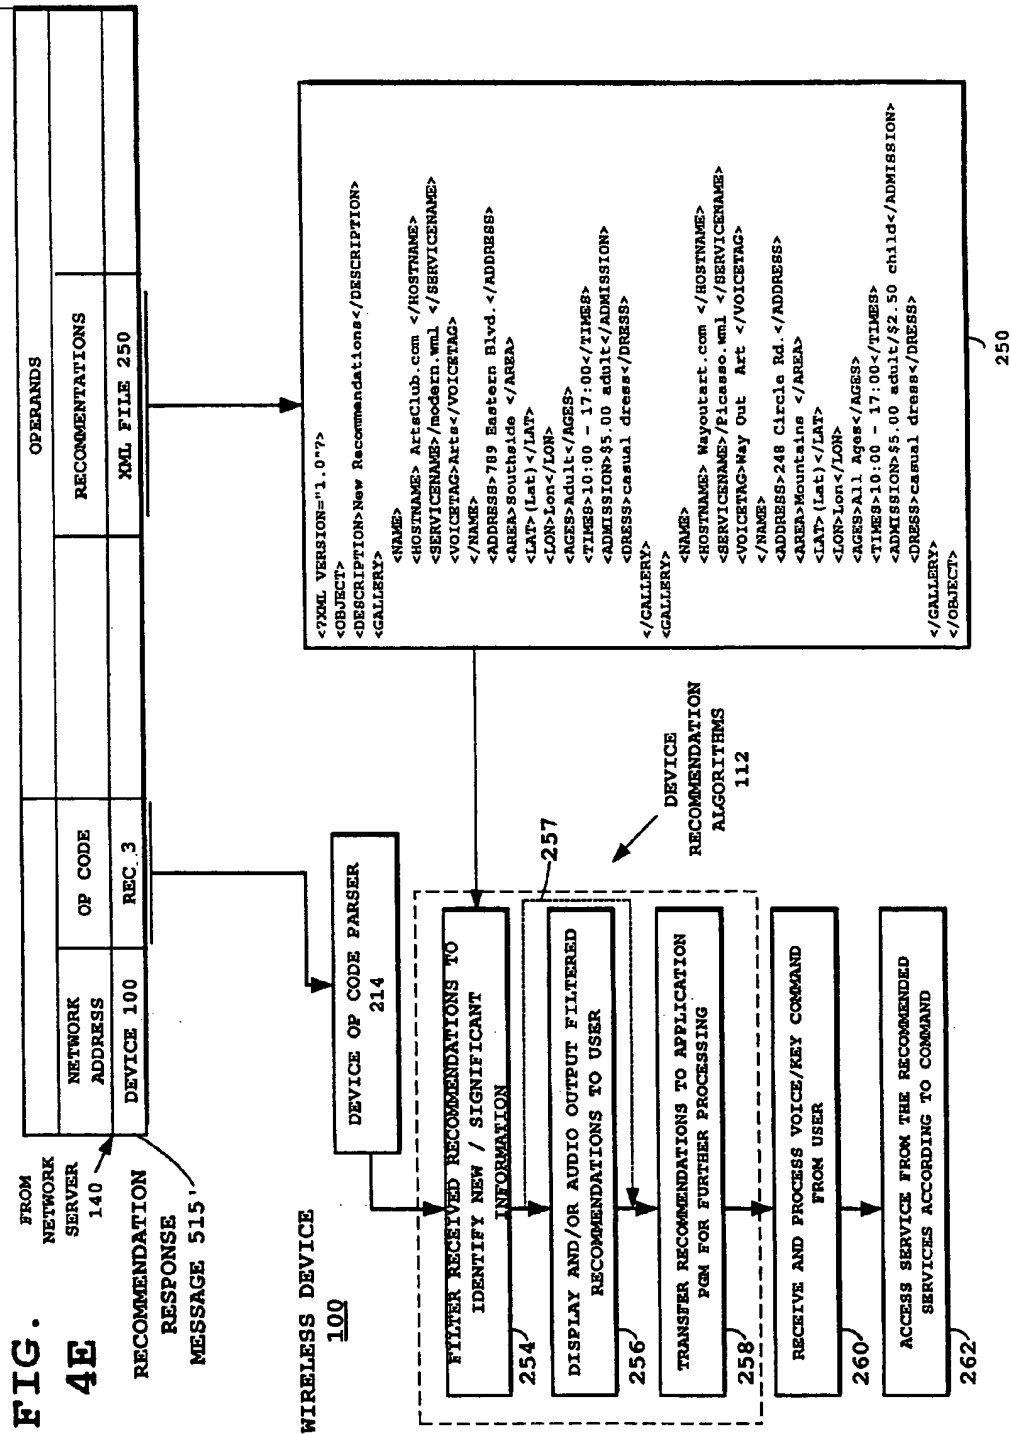 FIG.
4E
FROM
NETWORK
SERVER
140
RECOMMENDATION
RESPONSE
MESSAGE 515'
OPERANDS
NETWORK
ADDRESS
OP CODE
RECOMMENTATIONS
DEVICE 100
REC_3
XML FILE 250
WIRELESS DEVICE
100
DEVICE OP CODE PARSER
214
FILTER RECEIVED RECOMMENDATIONS TO
IDENTIFY NEW / SIGNIFICANT
INFORMATION
254
257
DISPLAY AND/OR AUDIO OUTPUT FILTERED
RECOMMENDATIONS TO USER
256
TRANSFER RECOMMENDATIONS TO APPLICATION
PGM FOR FURTHER PROCESSING
258
RECEIVE AND PROCESS VOICE/KEY COMMAND
FROM USER
260
ACCESS SERVICE FROM THE RECOMMENDED
SERVICES ACCORDING TO COMMAND
262
DEVICE
RECOMMENDATION
ALGORITHMS
112
<?XML VERSION="1.0"?>
<OBJECT>
<DESCRIPTION>New Recommendations</DESCRIPTION>
<GALLERY>
<NAME>
<HOSTNAME> ArtsClub.com </HOSTNAME>
<SERVICENAME>/modern.wml </SERVICENAME>
<VOICETAG>Arts</VOICETAG>
</NAME>
<ADDRESS>789 Eastern Blvd.</ADDRESS>
<AREA>Southside </AREA>
<LAT>(Lat)</LAT>
<LON>Lon</LON>
<AGES>Adult</AGES>
<TIMES>10:00 - 17:00</TIMES>
<ADMISSION>$5.00 adult</ADMISSION>
<DRESS>casual dress</DRESS>
</GALLERY>
<GALLERY>
<NAME>
<HOSTNAME> Wayoutart.com </HOSTNAME>
<SERVICENAME>/Picasso.wml </SERVICENAME>
<VOICETAG>Way Out Art </VOICETAG>
</NAME>
<ADDRESS>248 Circle Rd.</ADDRESS>
<AREA>Mountains </AREA>
<LAT>(Lat)</LAT>
<LON>Lon</LON>
<AGES>All Ages</AGES>
<TIMES>10:00 - 17:00</TIMES>
<ADMISSION>$5.00 adult/$2.50 child</ADMISSION>
<DRESS>casual dress</DRESS>
</GALLERY>
</OBJECT>
250